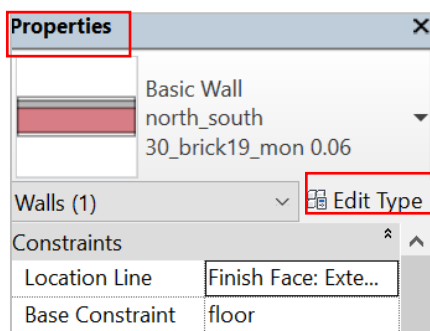 Properties
Basic Wall
north_south
30_brick19_mon 0.06
Walls (1)
Edit Type
Constraints
Location Line
Finish Face: Exte...
Base Constraint
floor